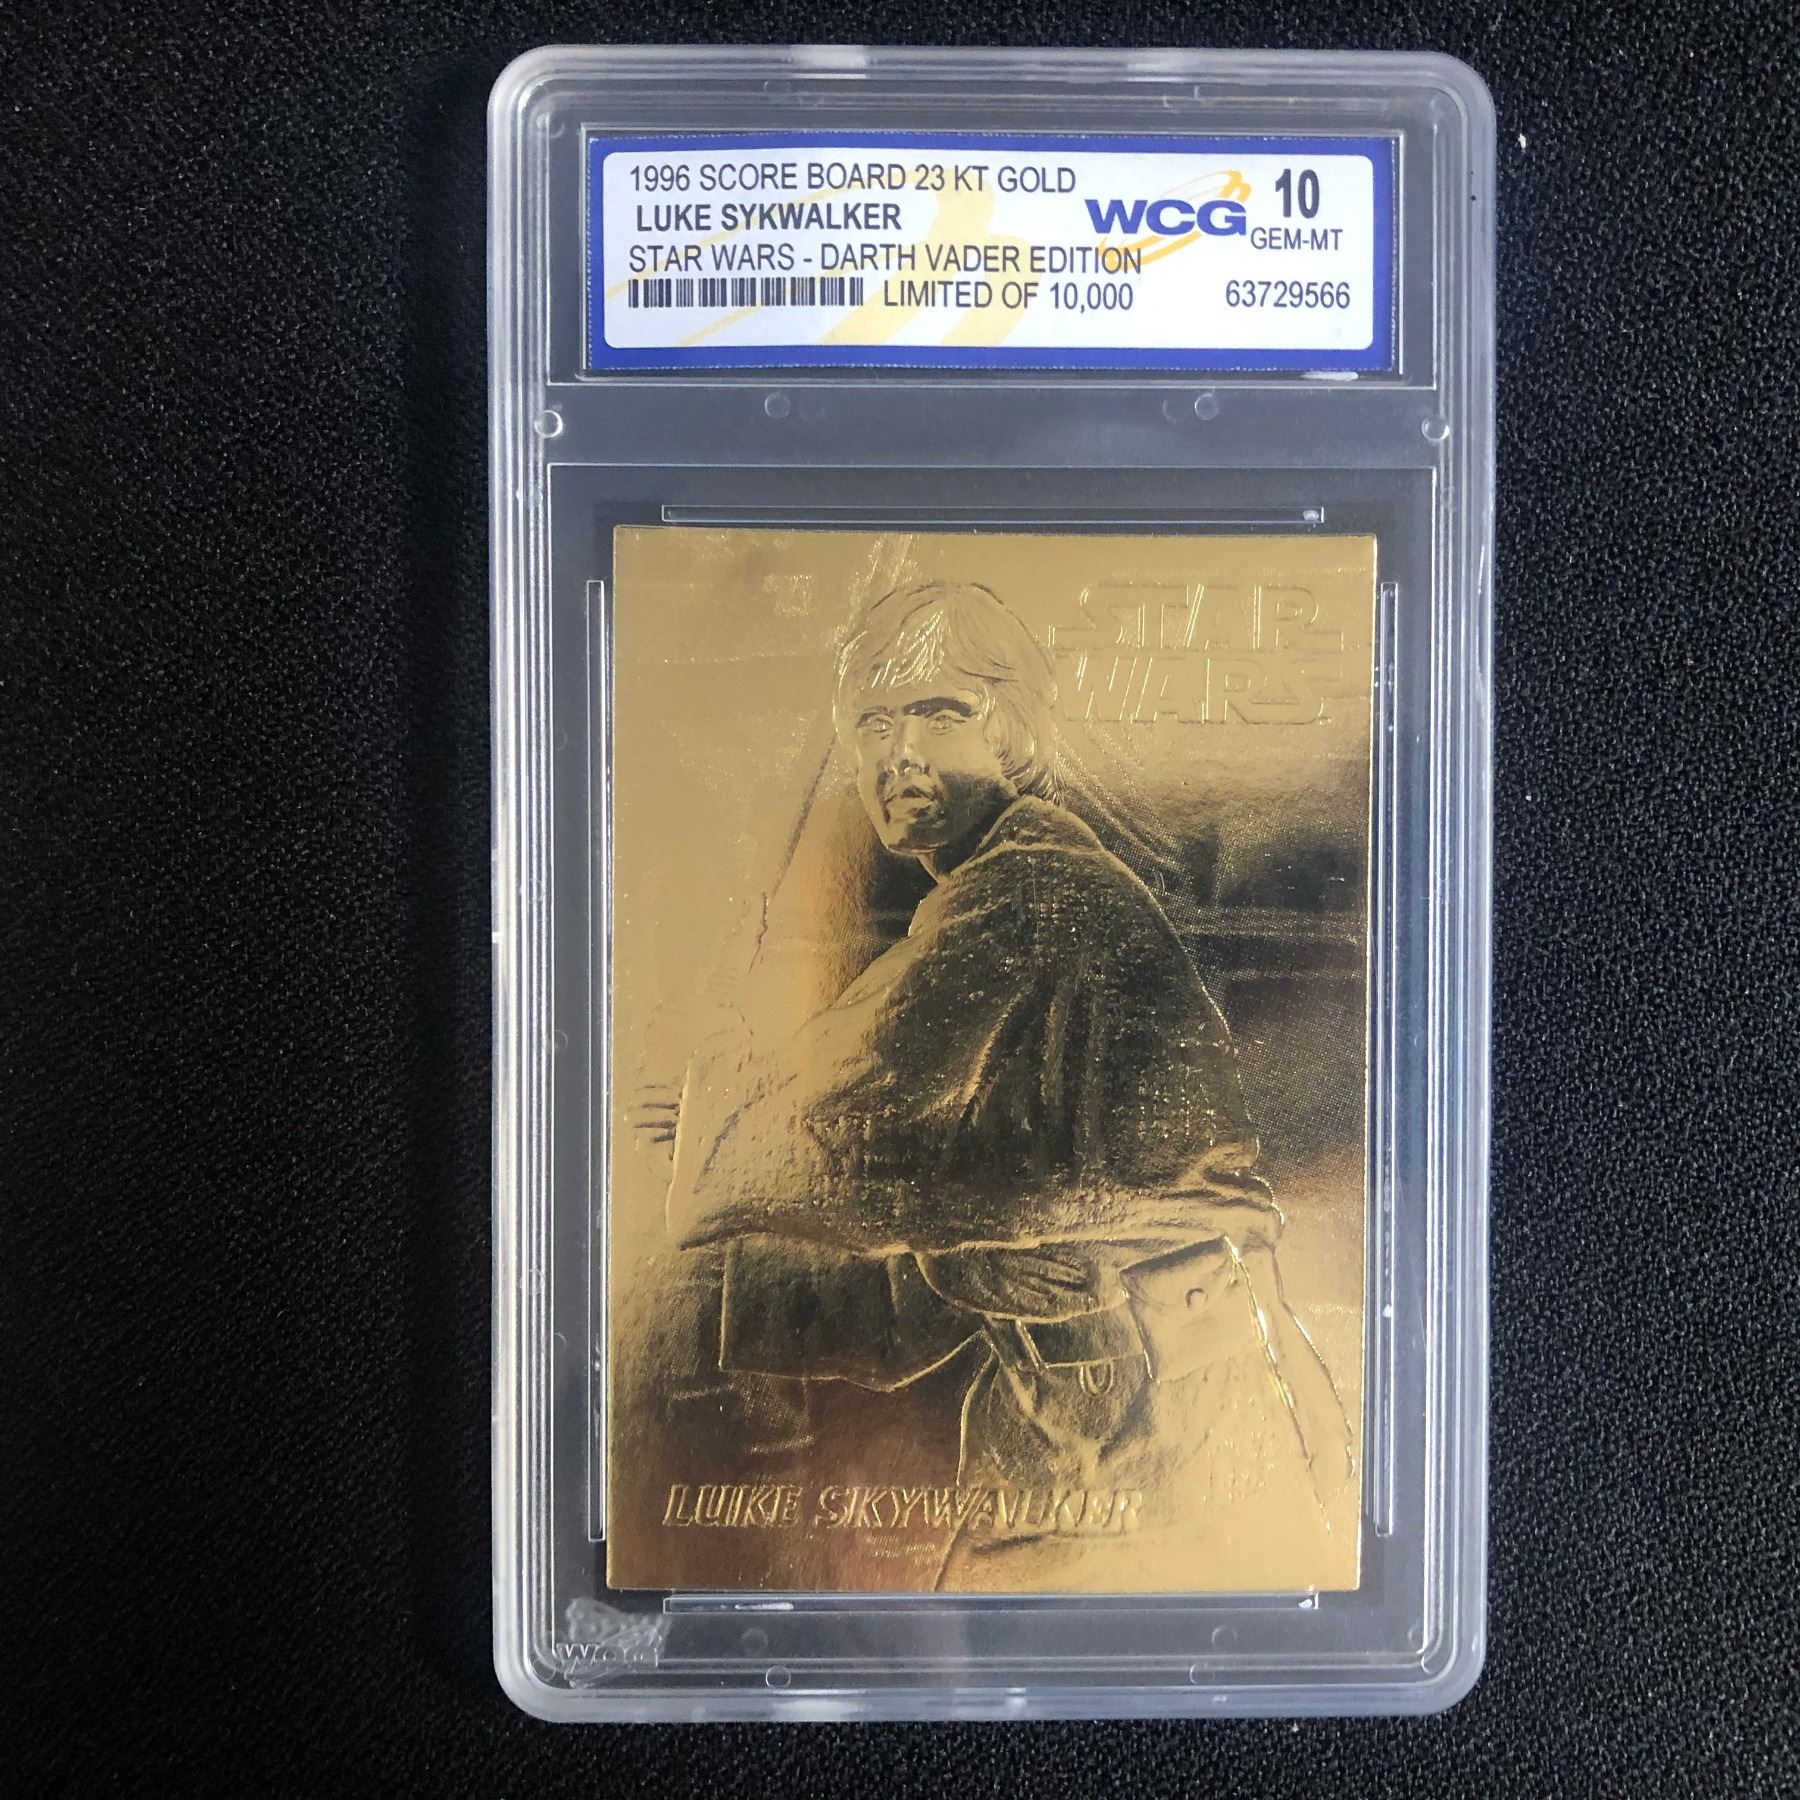 1996 SCORE BOARD 23 KT GOLD
LUKE SYKWALKER
STAR WARS - DARTH VADER EDITION
LIMITED OF 10,000
WCG
10
GEM-MT
63729566
STAR
WARS
LUKE SKYWALKER
WCG